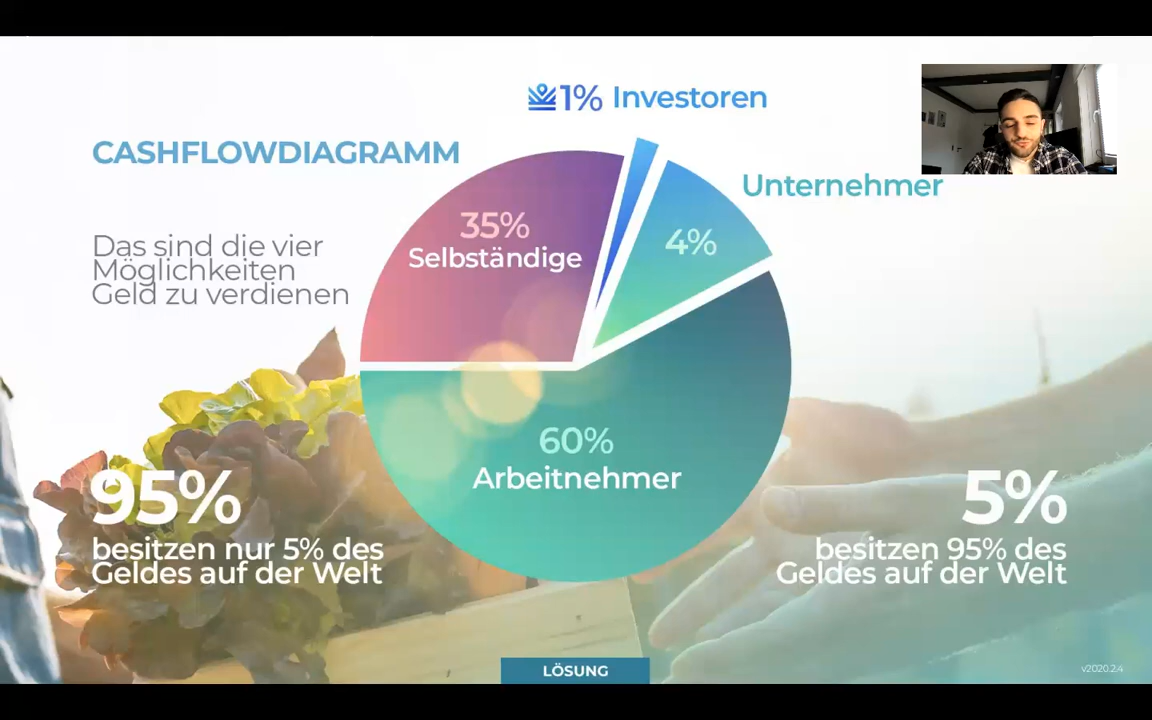 1% Investoren
CASHFLOWDIAGRAMM
Unternehmer
35%
Selbständige
4%
Das sind die vier
Möglichkeiten
Geld zu verdienen
60%
Arbeitnehmer
95%
besitzen nur 5% des
Geldes auf der Welt
5%
besitzen 95% des
Geldes auf der Welt
LÖSUNG
v2020.2.4